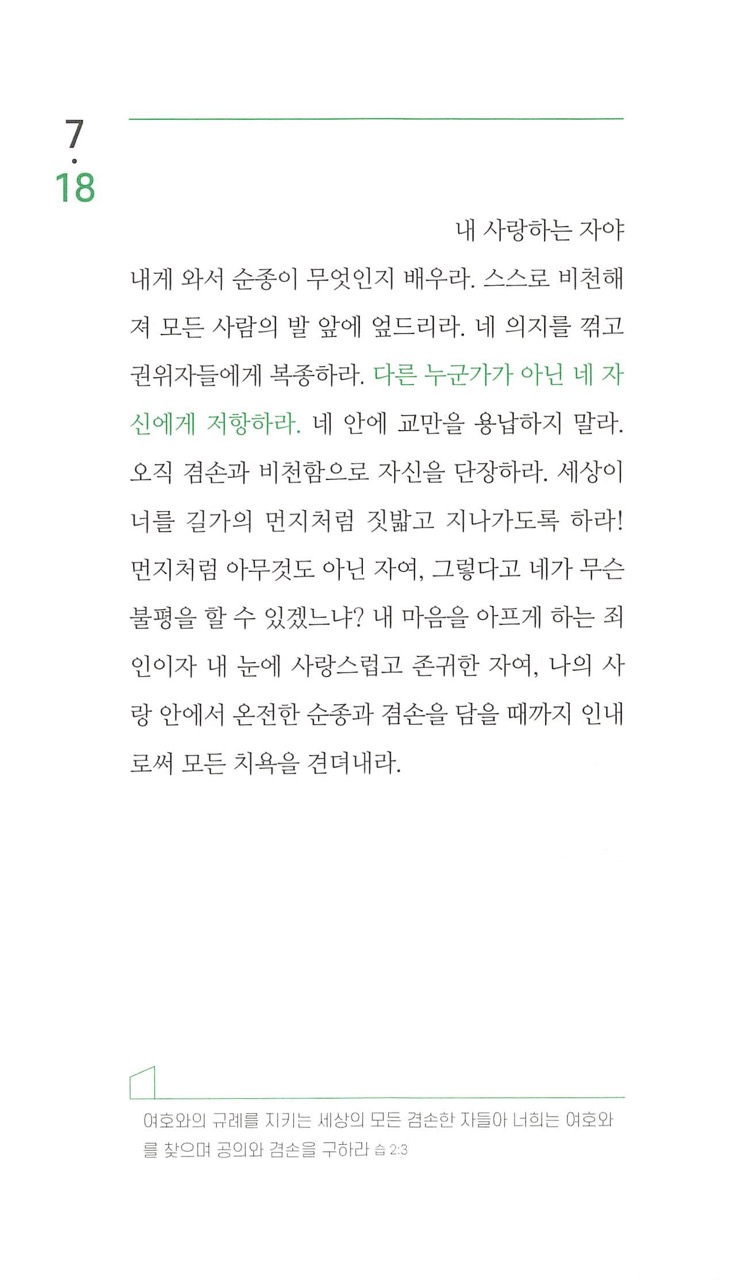 7
·
18
내 사랑하는 자야
내게 와서 순종이 무엇인지 배우라. 스스로 비천해
져 모든 사람의 발 앞에 엎드리라. 네 의지를 꺾고
권위자들에게 복종하라. 다른 누군가가 아닌 네 자
신에게 저항하라. 네 안에 교만을 용납하지 말라.
오직 겸손과 비천함으로 자신을 단장하라. 세상이
너를 길가의 먼지처럼 짓밟고 지나가도록 하라!
먼지처럼 아무것도 아닌 자여, 그렇다고 네가 무슨
불평을 할 수 있겠느냐? 내 마음을 아프게 하는 죄
인이자 내 눈에 사랑스럽고 존귀한 자여, 나의 사
랑 안에서 온전한 순종과 겸손을 담을 때까지 인내
로써 모든 치욕을 견뎌내라.
여호와의 규례를 지키는 세상의 모든 겸손한 자들아 너희는 여호와
를 찾으며 공의와 겸손을 구하라 습 2:3